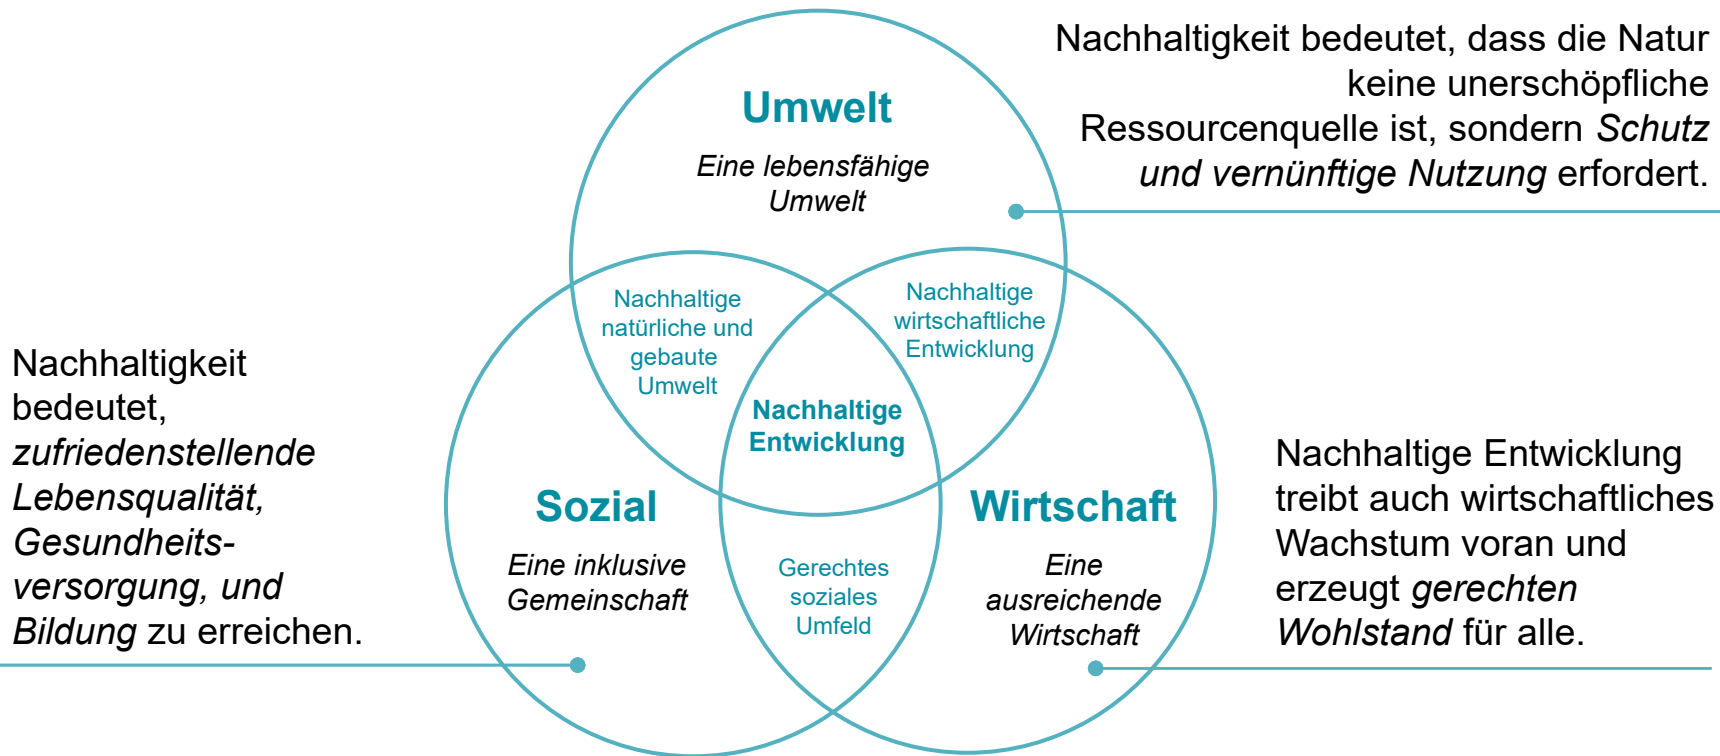 Nachhaltigkeit bedeutet, dass die Natur
keine unerschöpfliche
Ressourcenquelle ist, sondern Schutz
und vernünftige Nutzung erfordert.
Umwelt
Eine lebensfähige
Umwelt
Nachhaltige
natürliche und
gebaute
Umwelt
Nachhaltige
wirtschaftliche
Entwicklung
Nachhaltige
Entwicklung
Nachhaltigkeit
bedeutet,
zufriedenstellende
Lebensqualität,
Gesundheits-
versorgung, und
Bildung zu erreichen.
Sozial
Eine inklusive
Gemeinschaft
Gerechtes
soziales
Umfeld
Wirtschaft
Eine
ausreichende
Wirtschaft
Nachhaltige Entwicklung
treibt auch wirtschaftliches
Wachstum voran und
erzeugt gerechten
Wohlstand für alle.